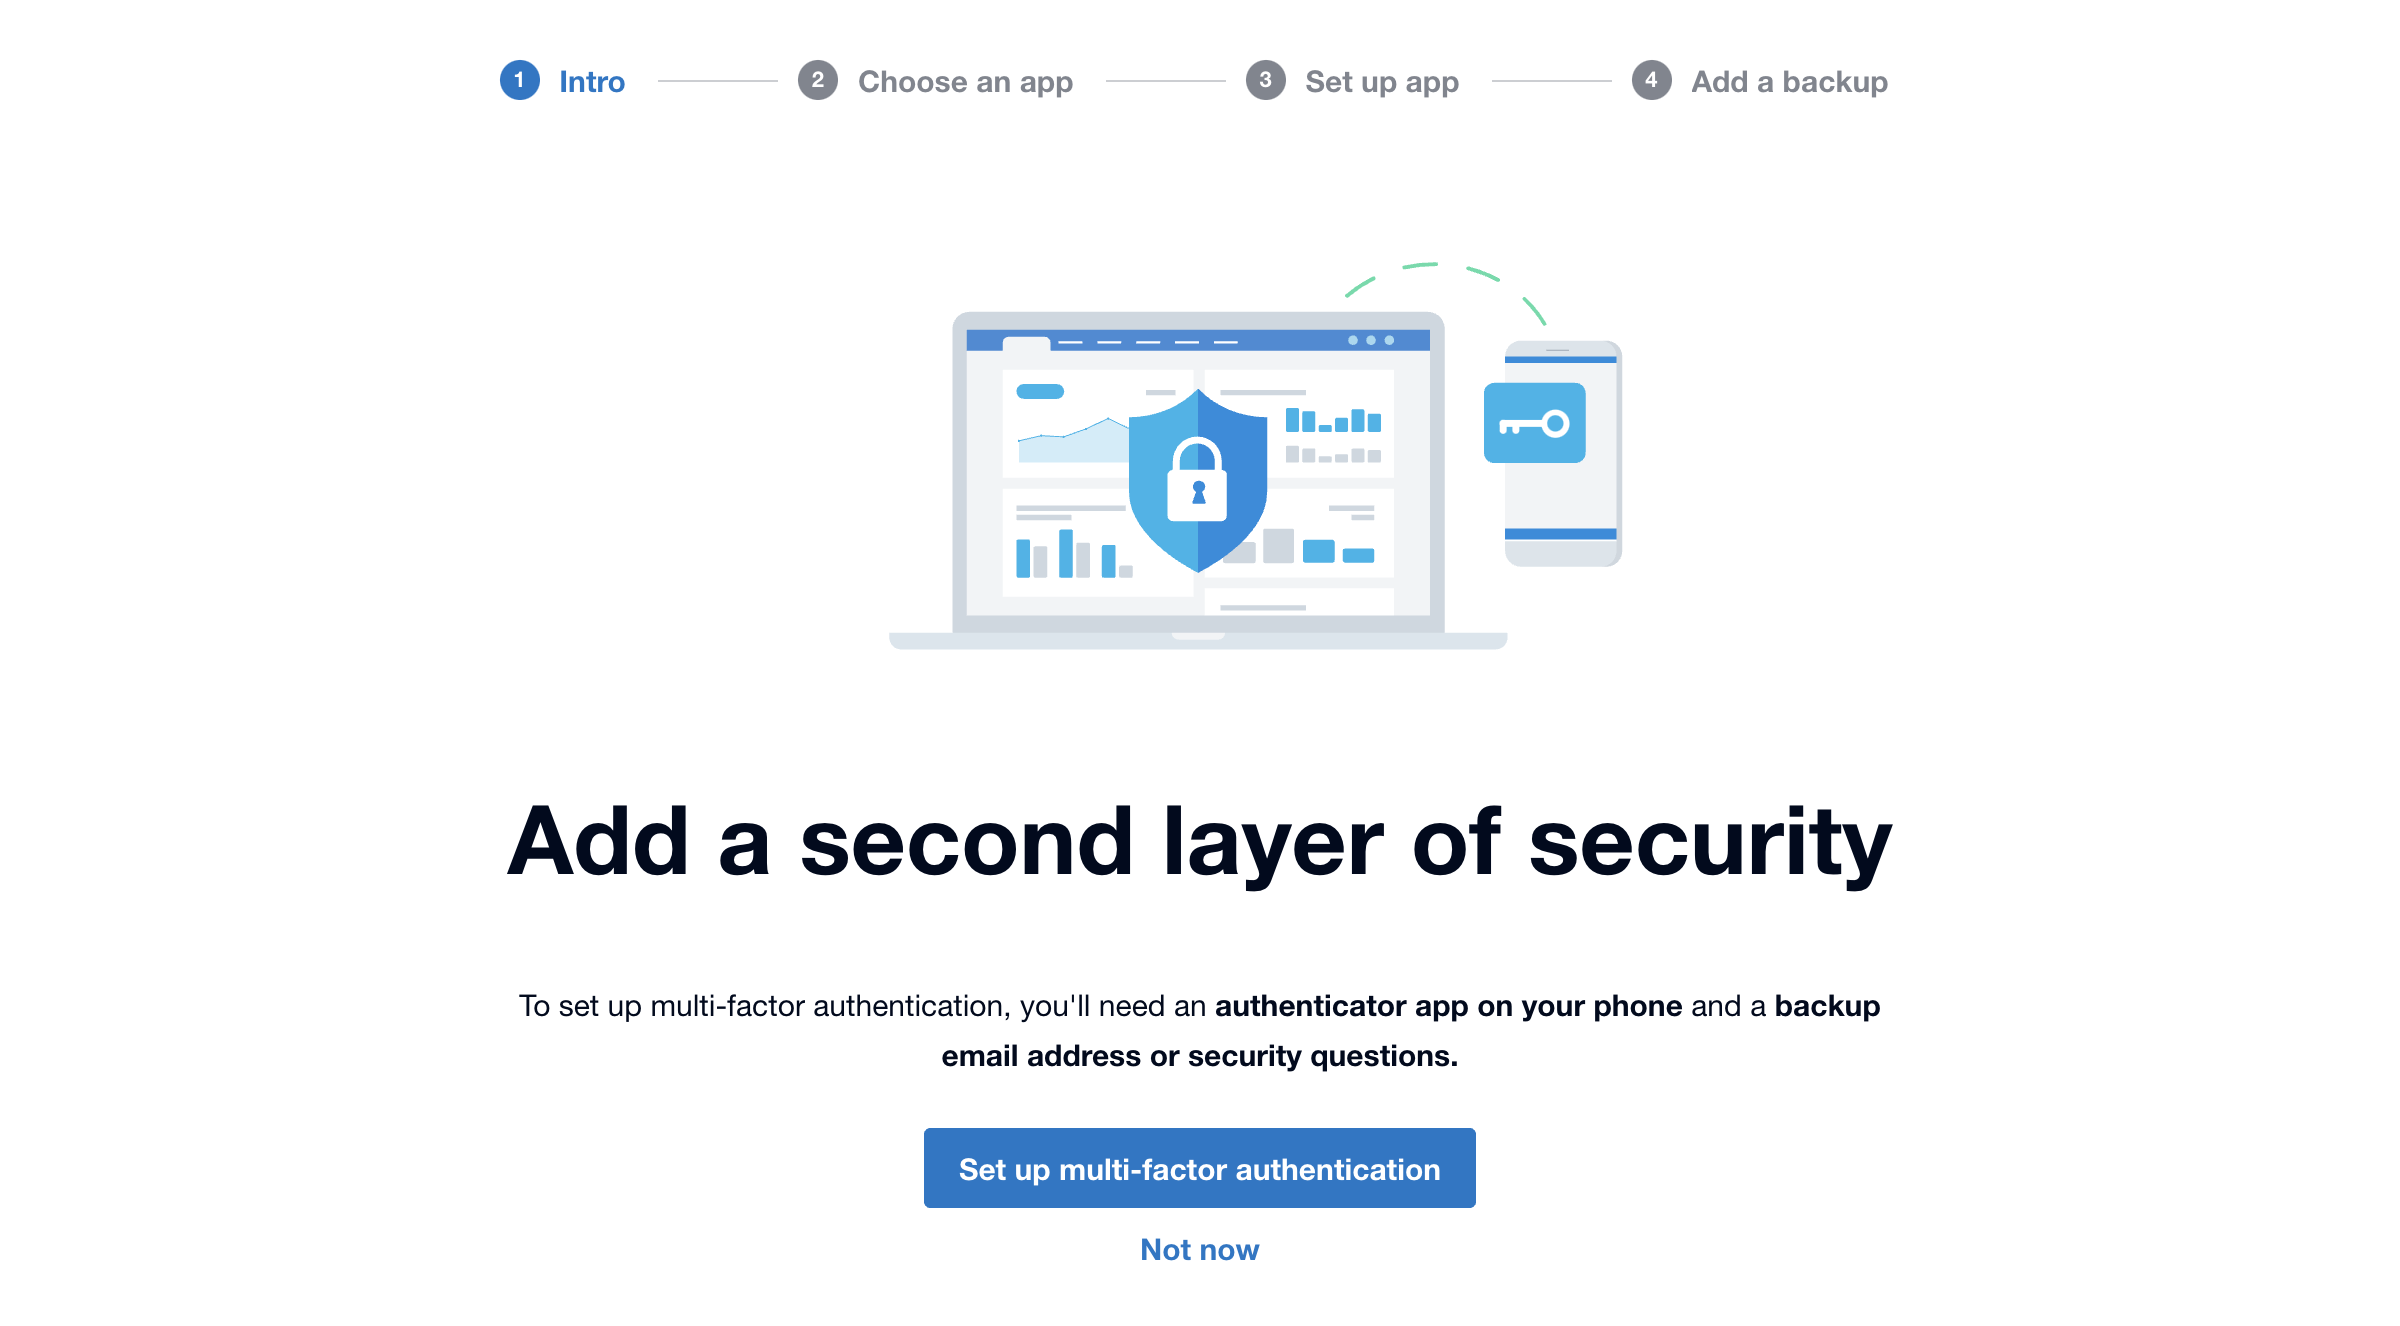 1 Intro 2 Choose an app 3 Set up app 4 Add a backup
Add a second layer of security
To set up multi-factor authentication, you'll need an authenticator app on your phone and a backup
email address or security questions.
Set up multi-factor authentication
Not now